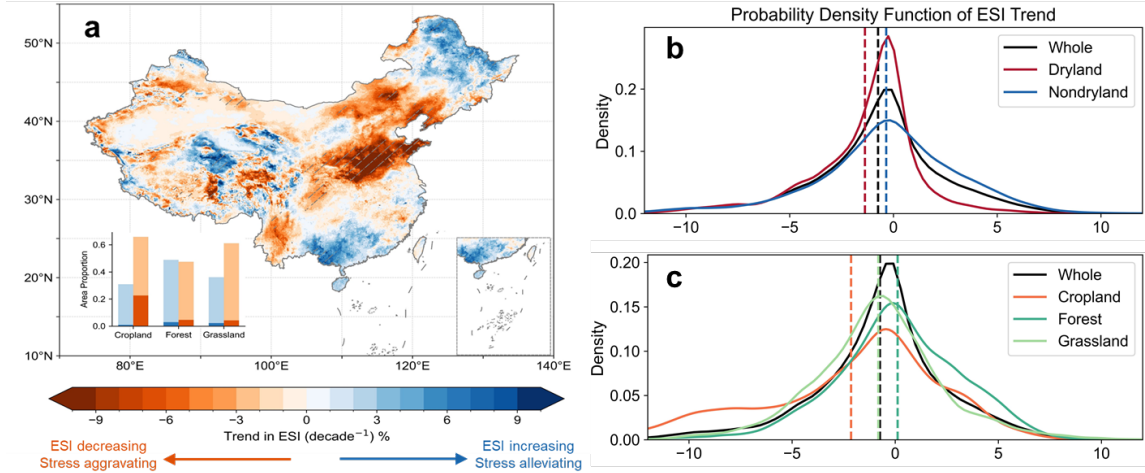 a
50°N
40°N
30°N
20°N
10°N
80°E
100°E
120°E
140°E
Area Proportion
0.6
0.4
0.2
0.0
Cropland Forest Grassland
−9 −6 −3 0 3 6 9
Trend in ESI (decade⁻¹) %
ESI decreasing
Stress aggravating
ESI increasing
Stress alleviating
Probability Density Function of ESI Trend
b
Whole
Dryland
Nondryland
Density
0.2
0.1
0.0
−10 −5 0 5 10
c
Whole
Cropland
Forest
Grassland
Density
0.20
0.15
0.10
0.05
0.00
−10 −5 0 5 10